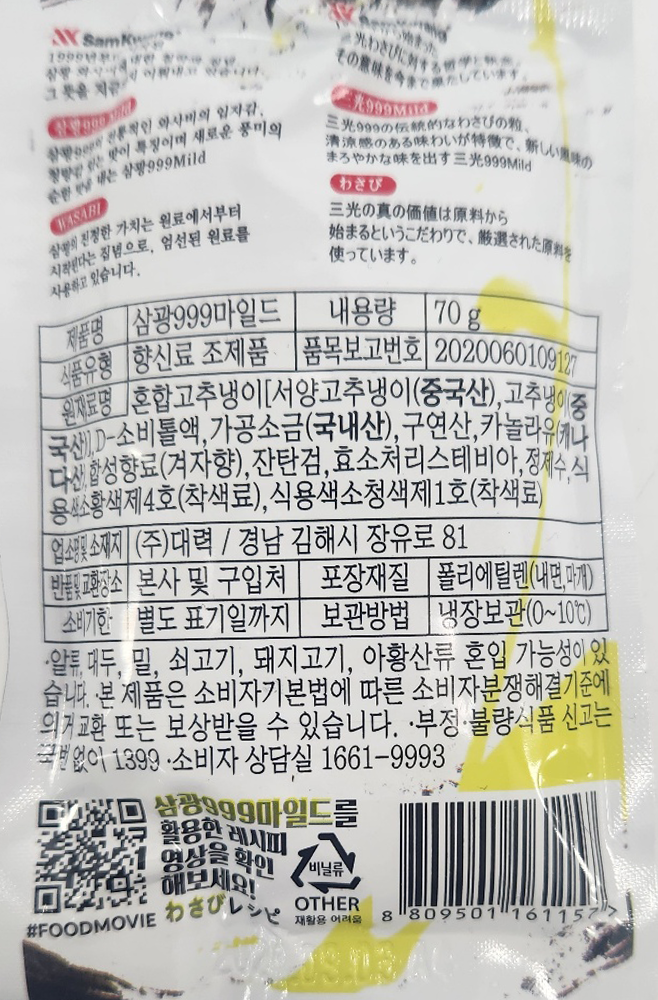 SamKwang
그 뜻을
삼광999 Mild
삼광999의 전통적인 와사비의 입자감,
청량감 있는 맛이 특징이며 새로운 풍미의
순한 맛을 내는 삼광999Mild
WASABI
삼광의 진정한 가치는 원료에서부터
시작된다는 집념으로, 엄선된 원료를
사용하고 있습니다.
その意味を今まで果たしています。
三光999Mild
三光999の伝統的なわさびの粒、
清涼感のある味わいが特徴で、新しい風味の
まろやかな味を出す三光999Mild
わさび
三光の真の価値は原料から
始まるというこだわりで、厳選された原料を
使っています。
제품명 삼광999마일드 내용량 70 g
식품유형 향신료 조제품 품목보고번호 2020060109127
원재료명 혼합고추냉이[서양고추냉이(중국산),고추냉이(중
국산)],D-소비톨액,가공소금(국내산),구연산,카놀라유(캐나
다산),합성향료(겨자향),잔탄검,효소처리스테비아,정제수,식
용색소황색제4호(착색료),식용색소청색제1호(착색료)
업소명및 소재지 (주)대력 / 경남 김해시 장유로 81
반품및교환장소 본사 및 구입처 포장재질 폴리에틸렌(내면,마개)
소비기한 별도 표기일까지 보관방법 냉장보관(0~10℃)
·알류, 대두, 밀, 쇠고기, 돼지고기, 아황산류 혼입 가능성이 있
습니다. ·본 제품은 소비자기본법에 따른 소비자분쟁해결기준에
의거 교환 또는 보상받을 수 있습니다. ·부정·불량식품 신고는
국번없이 1399 ·소비자 상담실 1661-9993
삼광999마일드를
활용한 레시피
영상을 확인
해보세요!
わさびレシピ
#FOODMOVIE
비닐류
OTHER
재활용 어려움
8 809501 161157 >